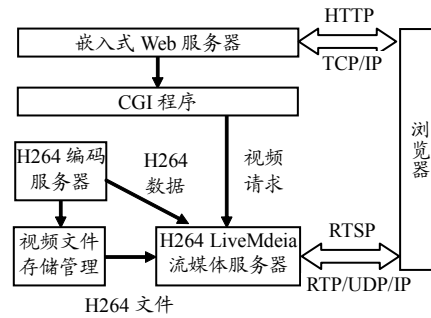 HTTP
嵌入式 Web 服务器
TCP/IP
CGI 程序
浏览器
H264 编码
服务器
H264
数据
视频
请求
视频文件
存储管理
H264 LiveMdeia
流媒体服务器
RTSP
RTP/UDP/IP
H264 文件